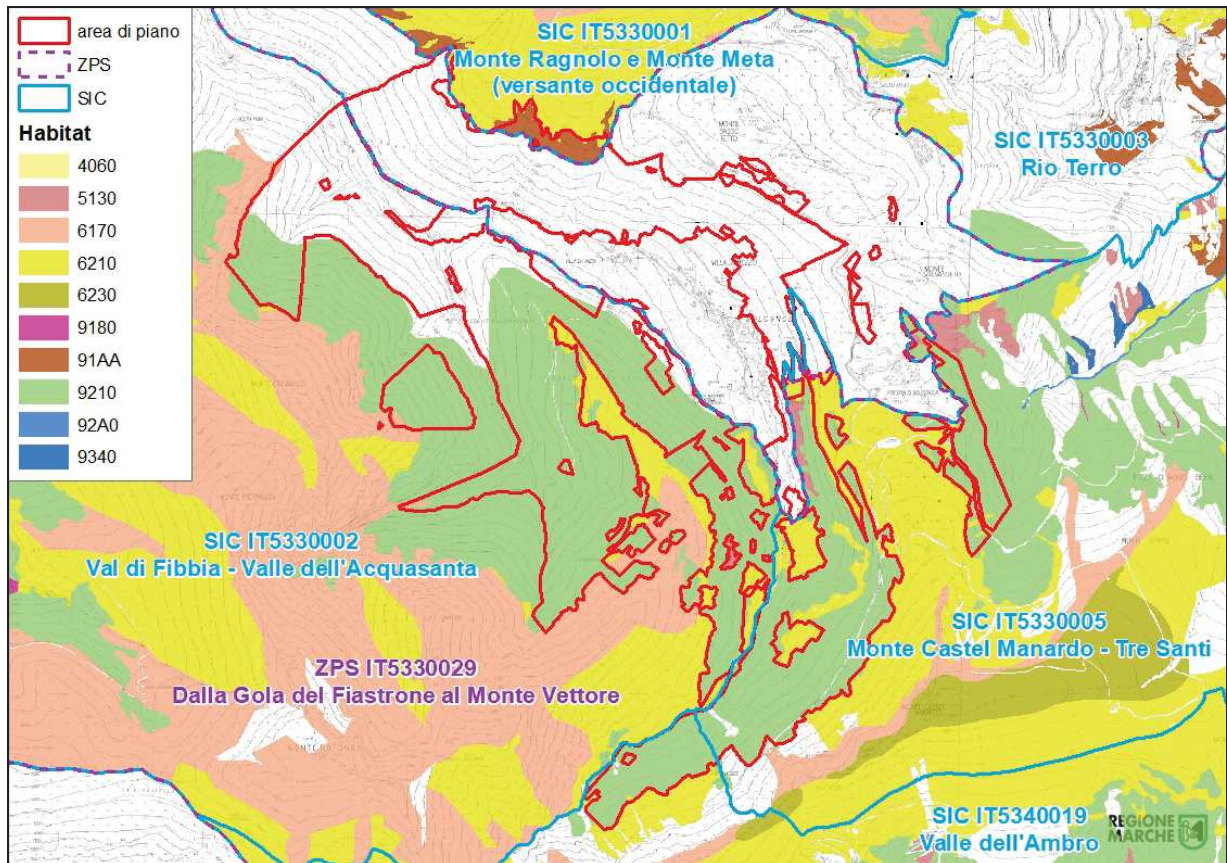 area di piano
ZPS
SIC
Habitat
4060
5130
6170
6210
6230
9180
91AA
9210
92A0
9340
SIC IT5330001
Monte Ragnolo e Monte Meta
(versante occidentale)
SIC IT5330003
Rio Terro
SIC IT5330002
Val di Fibbia - Valle dell'Acquasanta
ZPS IT5330029
Dalla Gola del Fiastrone al Monte Vettore
SIC IT5330005
Monte Castel Manardo - Tre Santi
SIC IT5340019
Valle dell'Ambro
REGIONE
MARCHE